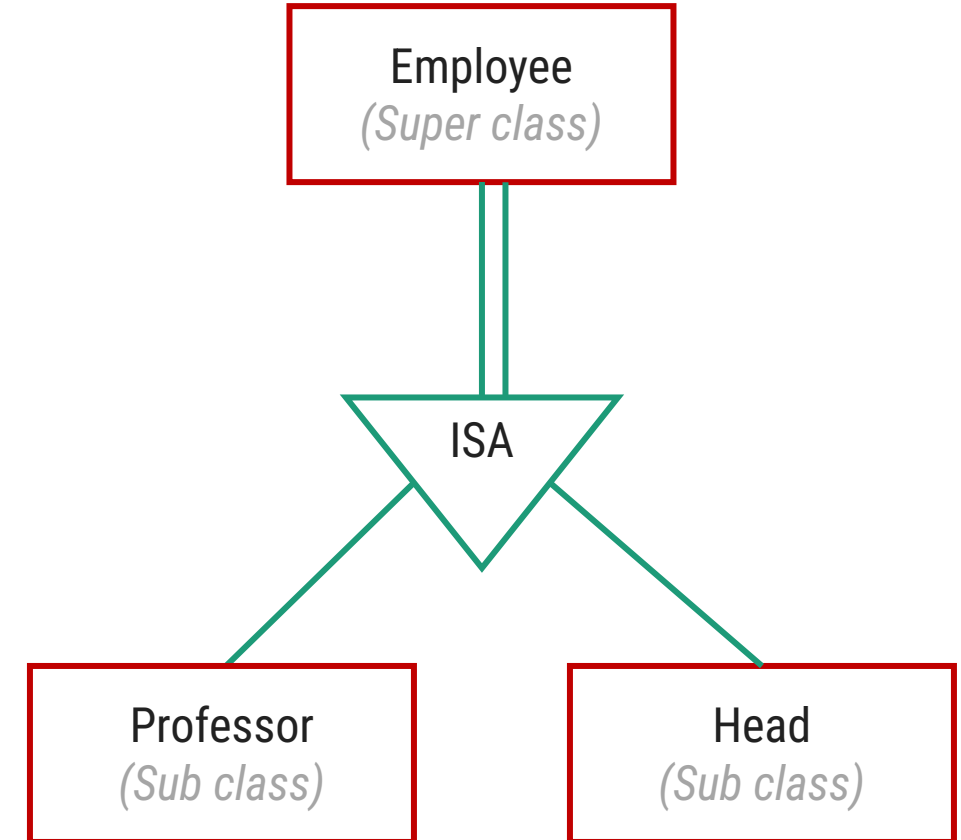 Employee
(Super class)
ISA
Professor
(Sub class)
Head
(Sub class)